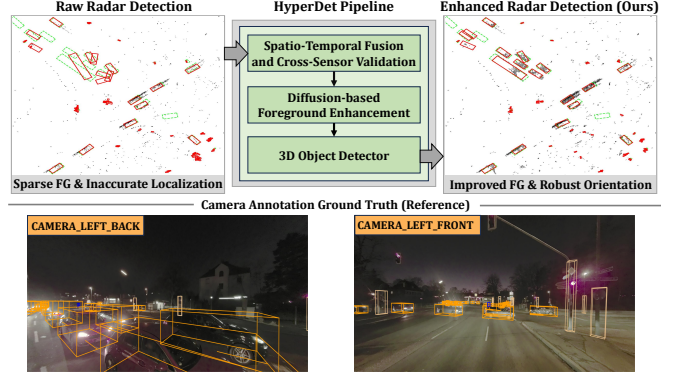 Raw Radar Detection
HyperDet Pipeline
Enhanced Radar Detection (Ours)
Spatio-Temporal Fusion
and Cross-Sensor Validation
Diffusion-based
Foreground Enhancement
3D Object Detector
Sparse FG & Inaccurate Localization
Improved FG & Robust Orientation
Camera Annotation Ground Truth (Reference)
CAMERA_LEFT_BACK
CAMERA_LEFT_FRONT